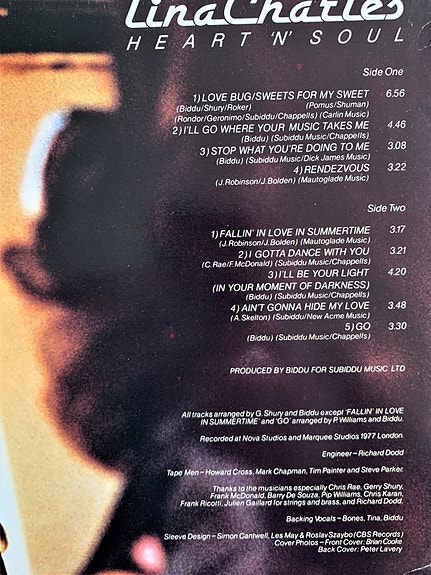 Tina Charles
HEART 'N' SOUL
Side One
1) LOVE BUG/SWEETS FOR MY SWEET 6.56
(Biddu/Shury/Roker) (Pomus/Shuman)
(Rondor/Geronimo/Subiddu/Chappells) (Carlin Music)
2) I'LL GO WHERE YOUR MUSIC TAKES ME 4.46
(Biddu) (Subiddu Music/Chappells)
3) STOP WHAT YOU'RE DOING TO ME 3.08
(Biddu) (Subiddu Music/Dick James Music)
4) RENDEZVOUS 3.22
(J. Robinson/J. Bolden) (Mautoglade Music)
Side Two
1) FALLIN' IN LOVE IN SUMMERTIME 3.17
(J. Robinson/J. Bolden) (Mautoglade Music)
2) I GOTTA DANCE WITH YOU 3.21
(C. Rae/F. McDonald) (Subiddu Music/Chappells)
3) I'LL BE YOUR LIGHT 4.20
(IN YOUR MOMENT OF DARKNESS)
(Biddu) (Subiddu Music/Chappells)
4) AIN'T GONNA HIDE MY LOVE 3.48
(A. Skelton) (Subiddu/New Acme Music)
5) GO 3.30
(Biddu) (Subiddu Music/Chappells)
PRODUCED BY BIDDU FOR SUBIDDU MUSIC LTD
All tracks arranged by G. Shury and Biddu except 'FALLIN' IN LOVE
IN SUMMERTIME' and 'GO' arranged by P. Williams and Biddu.
Recorded at Nova Studios and Marquee Studios 1977 London.
Engineer – Richard Dodd
Tape Men – Howard Cross, Mark Chapman, Tim Painter and Steve Parker.
Thanks to the musicians especially Chris Rae, Gerry Shury,
Frank McDonald, Barry De Souza, Pip Williams, Chris Karan,
Frank Ricotti, Julien Gaillard for strings and brass, and Richard Dodd.
Backing Vocals – Bones, Tina, Biddu
Sleeve Design – Simon Cantwell, Les May & Roslav Szaybo (CBS Records)
Cover Photos – Front Cover: Brian Cooke
Back Cover: Peter Lavery